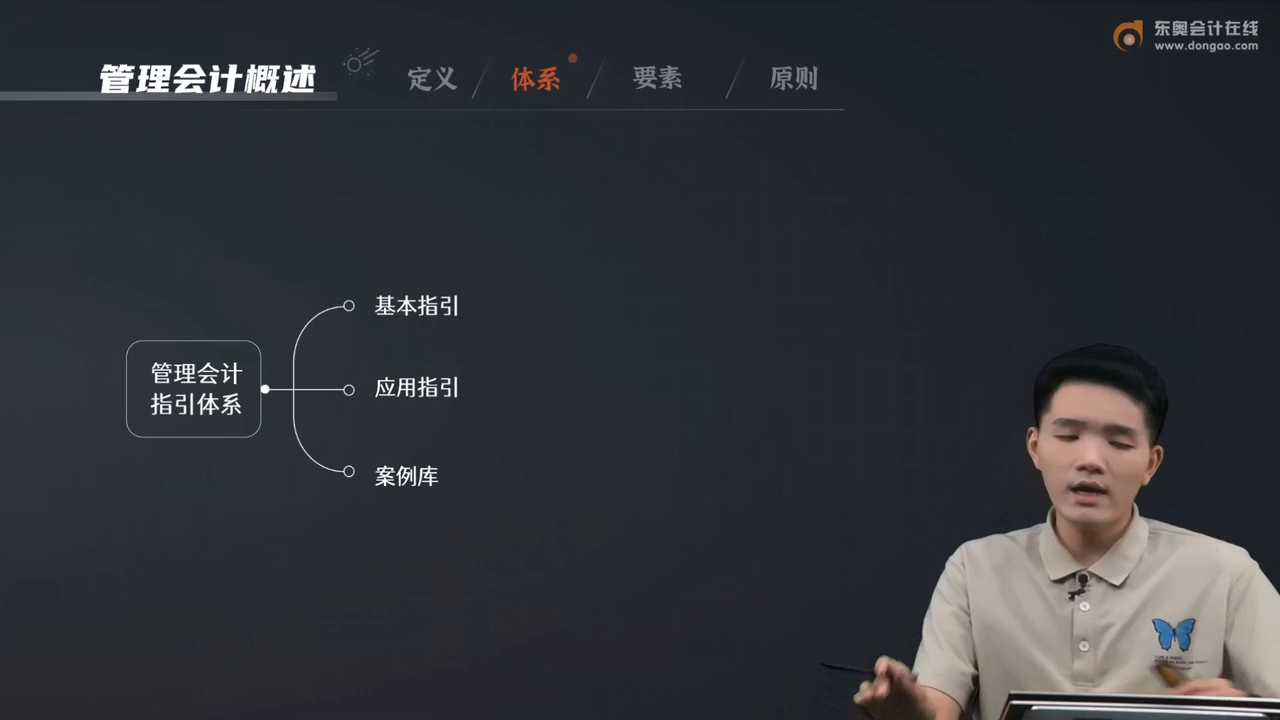 东奥会计在线
www.dongao.com
管理会计概述
定义
体系
要素
原则
基本指引
管理会计
指引体系
应用指引
案例库